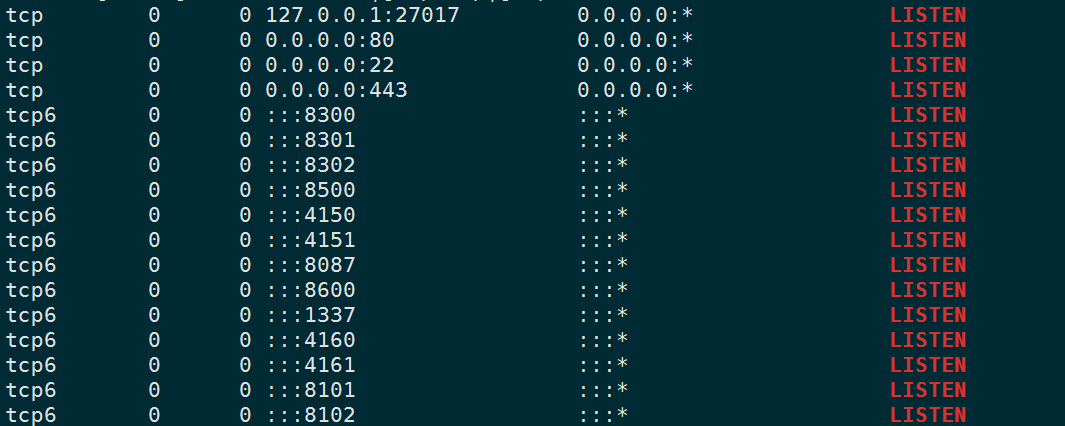 tcp 0 0 127.0.0.1:27017 0.0.0.0:* LISTEN
tcp 0 0 0.0.0.0:80 0.0.0.0:* LISTEN
tcp 0 0 0.0.0.0:22 0.0.0.0:* LISTEN
tcp 0 0 0.0.0.0:443 0.0.0.0:* LISTEN
tcp6 0 0 :::8300 :::* LISTEN
tcp6 0 0 :::8301 :::* LISTEN
tcp6 0 0 :::8302 :::* LISTEN
tcp6 0 0 :::8500 :::* LISTEN
tcp6 0 0 :::4150 :::* LISTEN
tcp6 0 0 :::4151 :::* LISTEN
tcp6 0 0 :::8087 :::* LISTEN
tcp6 0 0 :::8600 :::* LISTEN
tcp6 0 0 :::1337 :::* LISTEN
tcp6 0 0 :::4160 :::* LISTEN
tcp6 0 0 :::4161 :::* LISTEN
tcp6 0 0 :::8101 :::* LISTEN
tcp6 0 0 :::8102 :::* LISTEN